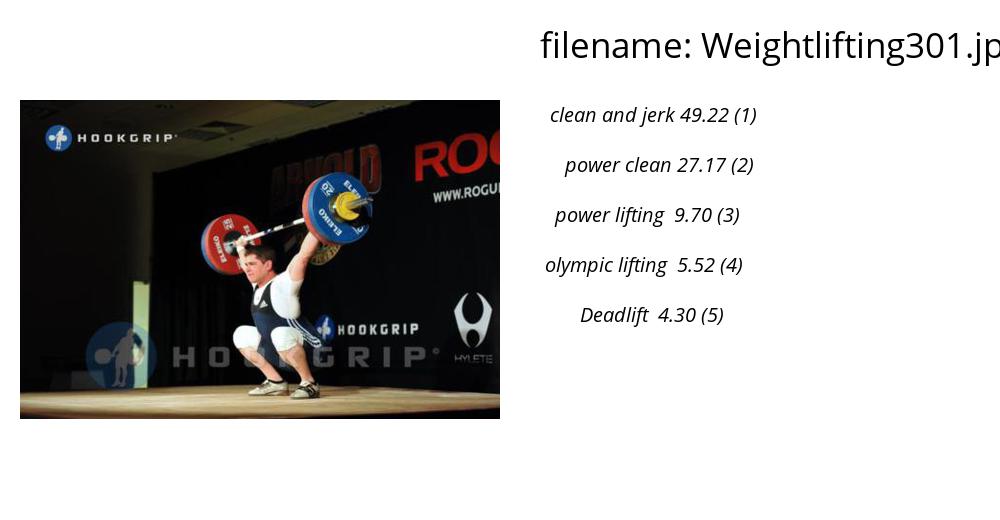 filename: Weightlifting301.jp
HOOKGRIP
ARNOLD
ROG
WWW.ROGU
ELEIKO
25
ELEIKO
20
HOOKGRIP
HYLETE
HOOKGRIP
clean and jerk 49.22 (1)
power clean 27.17 (2)
power lifting 9.70 (3)
olympic lifting 5.52 (4)
Deadlift 4.30 (5)